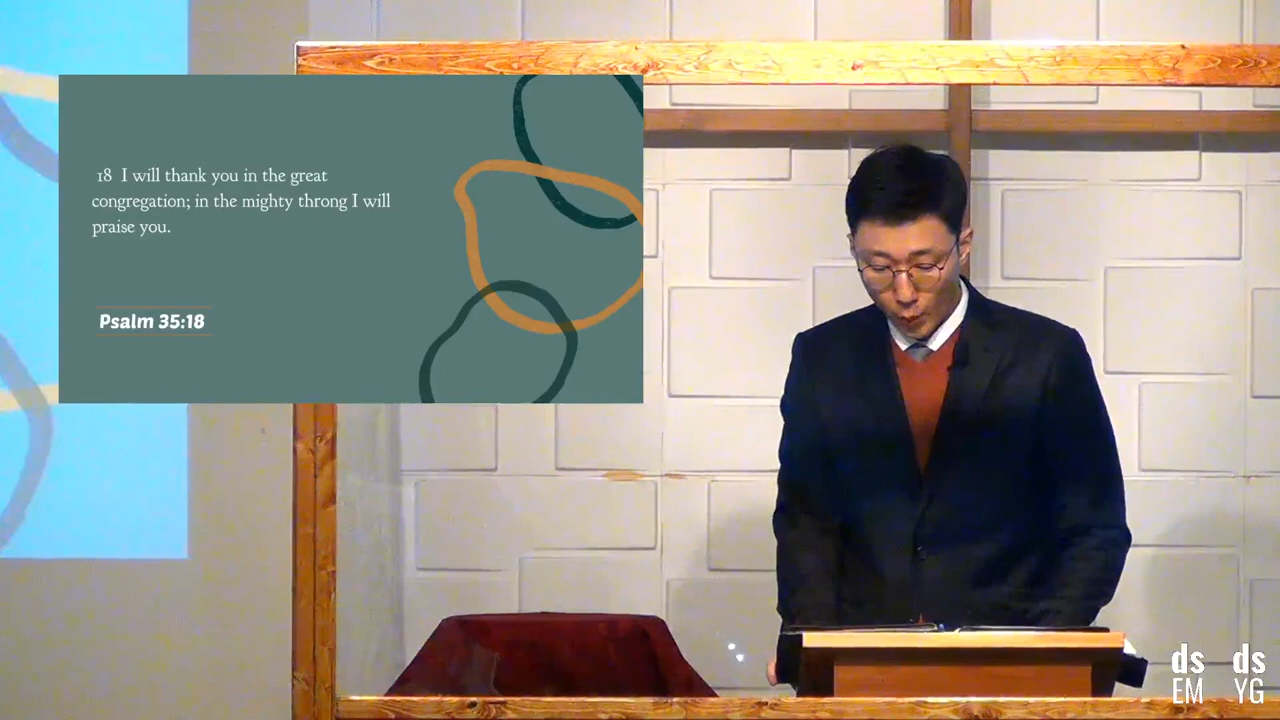 18 I will thank you in the great
congregation; in the mighty throng I will
praise you.
Psalm 35:18
ds ds
EM YG